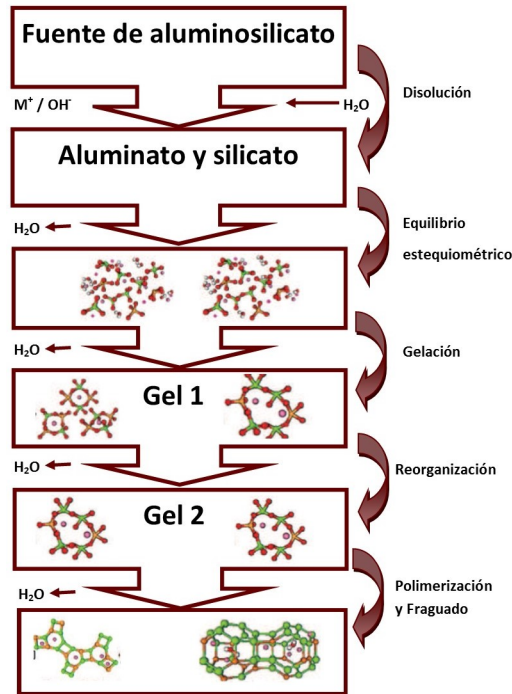 Fuente de aluminosilicato
M⁺ / OH⁻
H₂O
Disolución
Aluminato y silicato
H₂O
Equilibrio
estequiométrico
H₂O
Gelación
Gel 1
H₂O
Reorganización
Gel 2
H₂O
Polimerización
y Fraguado